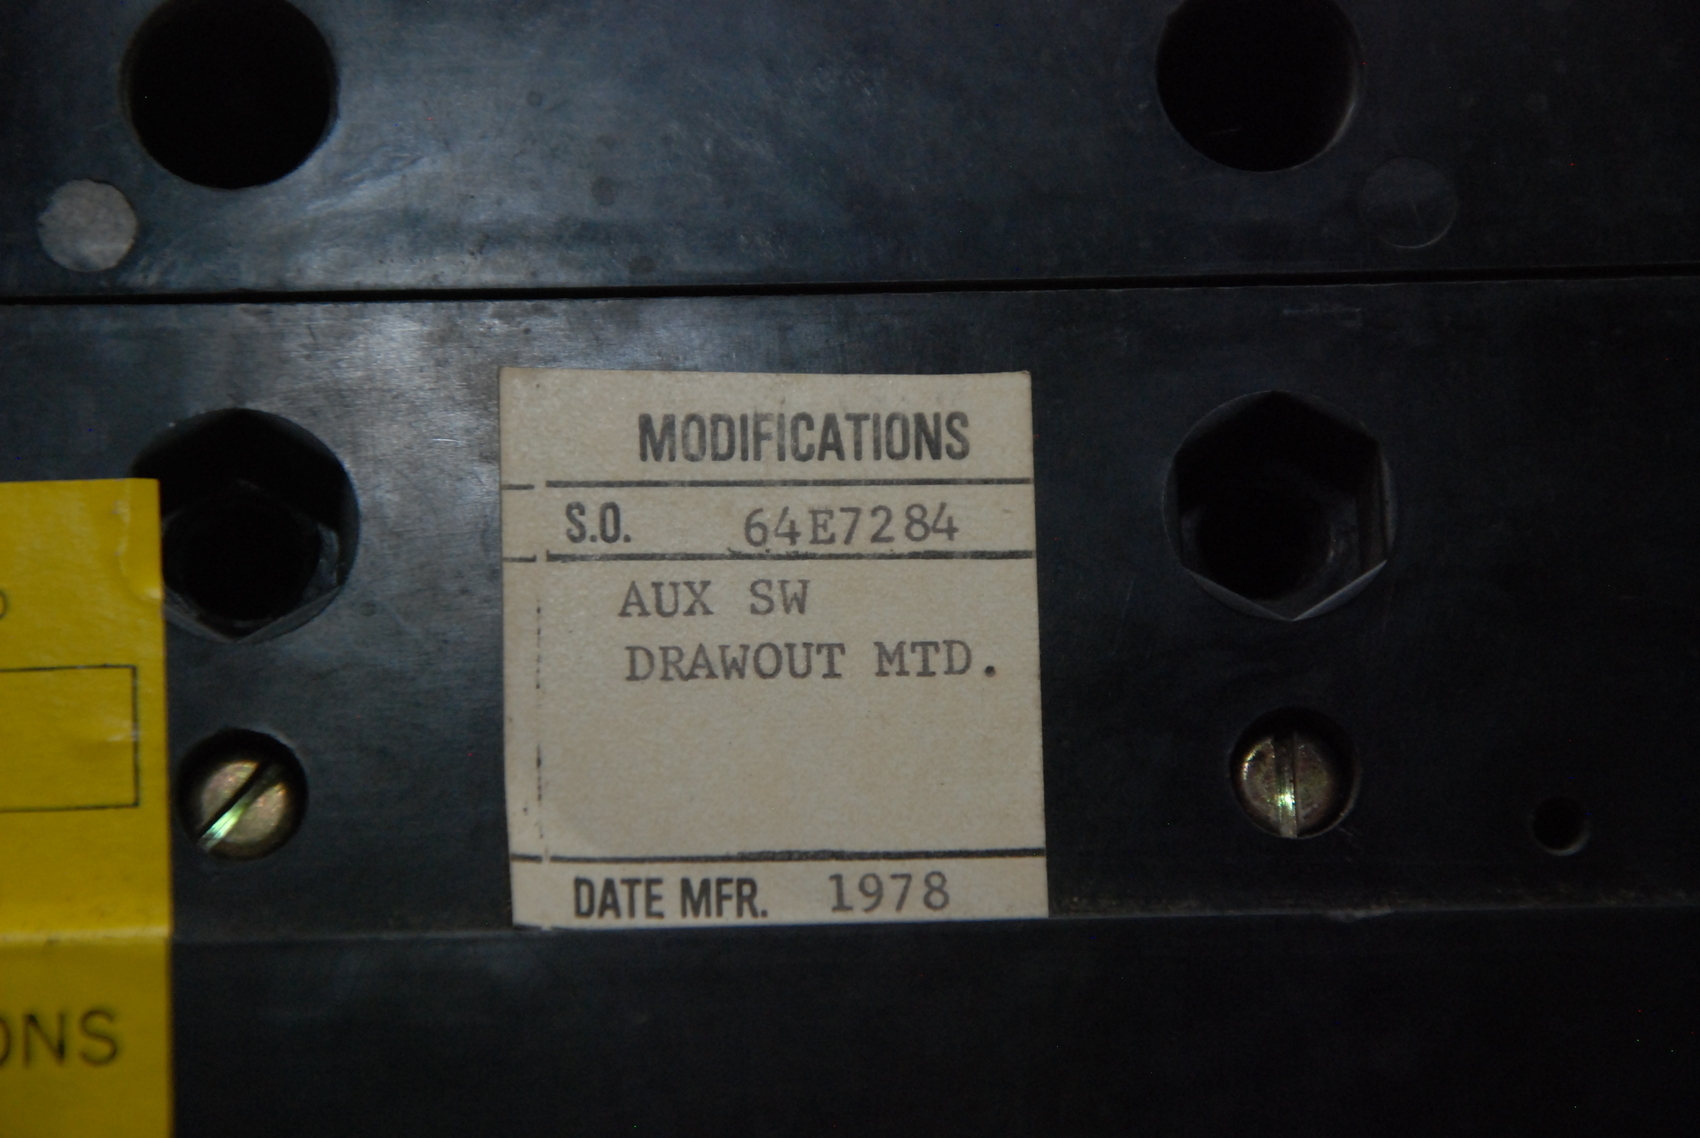 MODIFICATIONS
S.O. 64E7284
AUX SW
DRAWOUT MTD.
DATE MFR. 1978
ONS